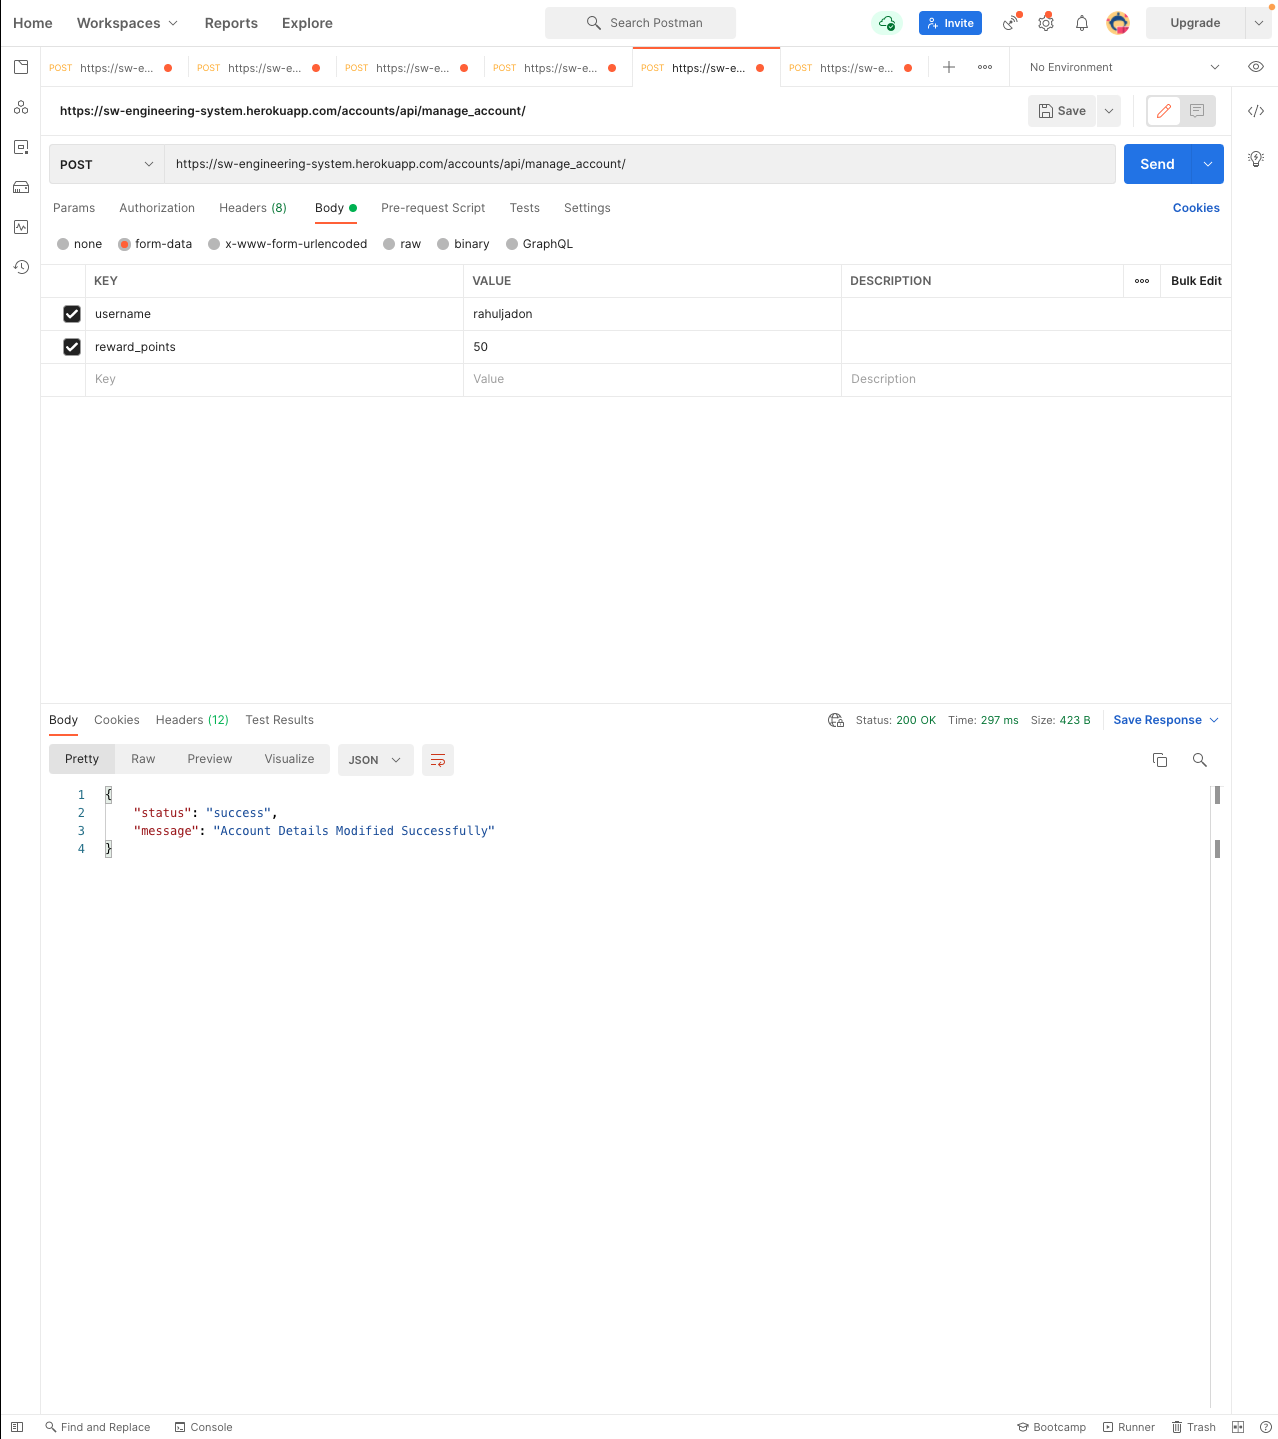 Home Workspaces Reports Explore Search Postman Invite Upgrade
POST https://sw-e... POST https://sw-e... POST https://sw-e... POST https://sw-e... POST https://sw-e... POST https://sw-e... No Environment
https://sw-engineering-system.herokuapp.com/accounts/api/manage_account/ Save
POST https://sw-engineering-system.herokuapp.com/accounts/api/manage_account/ Send
Params Authorization Headers (8) Body Pre-request Script Tests Settings Cookies
none form-data x-www-form-urlencoded raw binary GraphQL
KEY VALUE DESCRIPTION Bulk Edit
username rahuljadon
reward_points 50
Key Value Description
Body Cookies Headers (12) Test Results Status: 200 OK Time: 297 ms Size: 423 B Save Response
Pretty Raw Preview Visualize JSON
1 {
2 "status": "success",
3 "message": "Account Details Modified Successfully"
4 }
Find and Replace Console Bootcamp Runner Trash